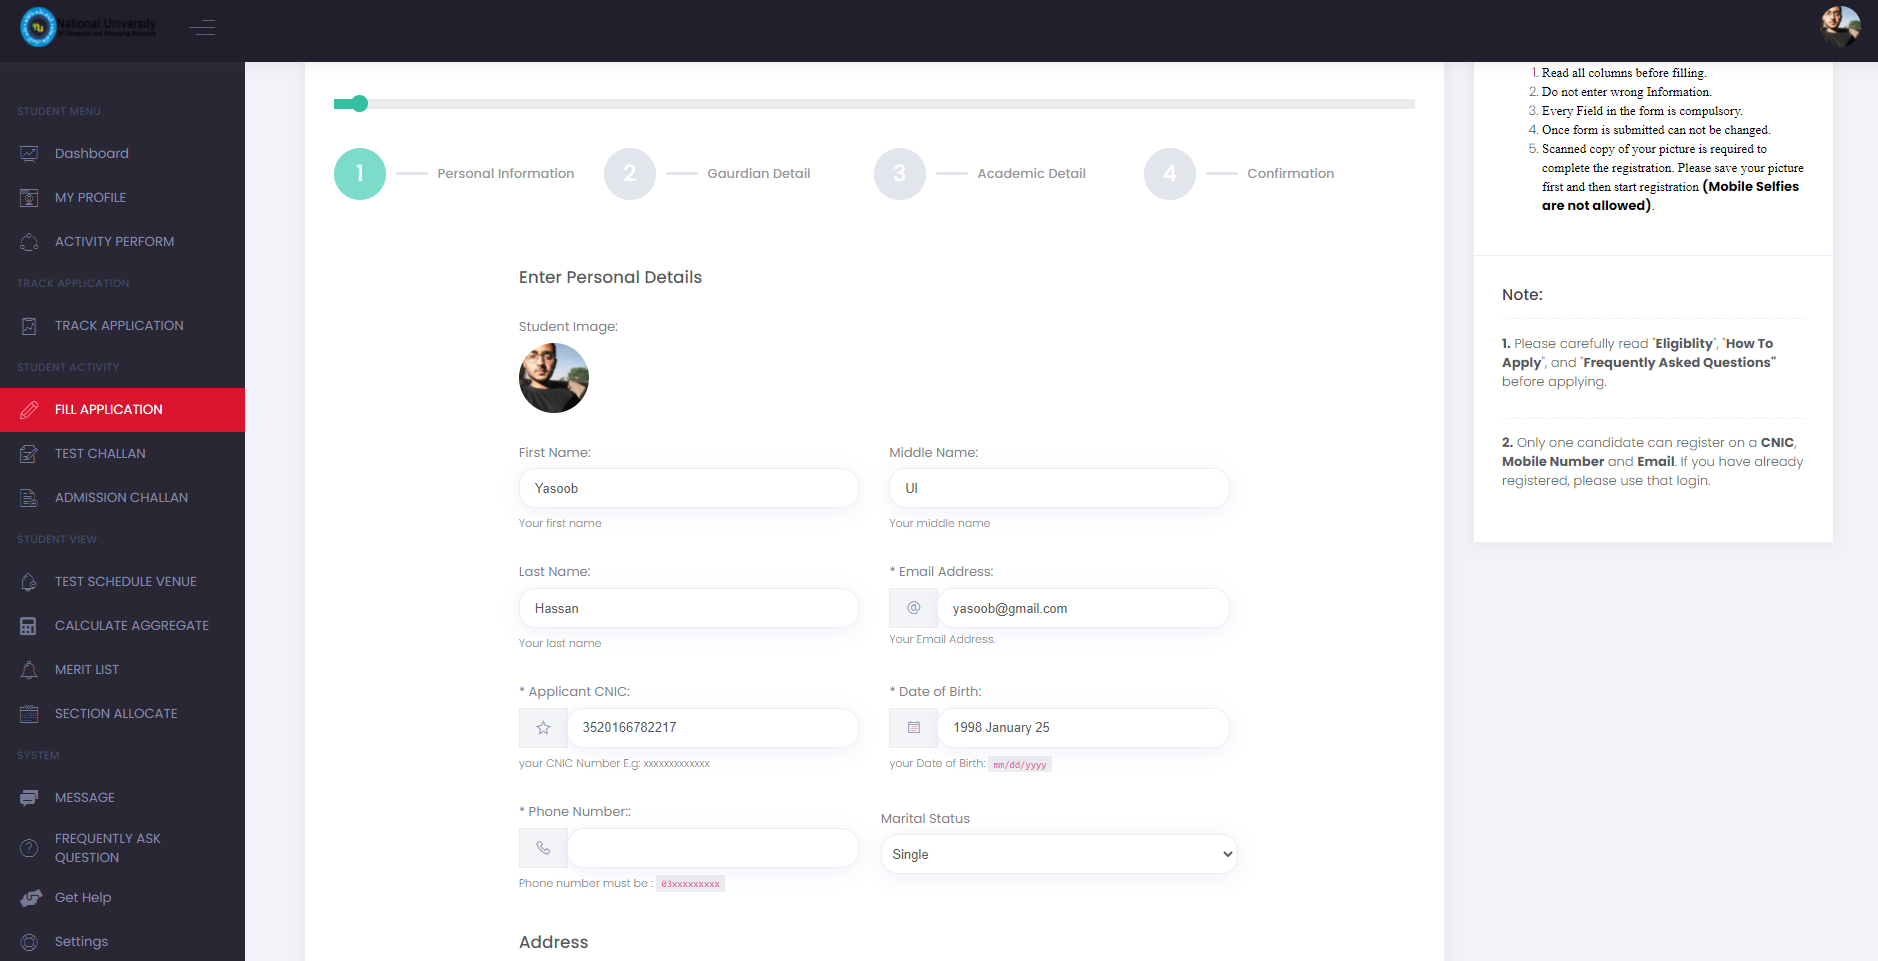 National University
Of Computer and Emerging Sciences
STUDENT MENU
Dashboard
MY PROFILE
ACTIVITY PERFORM
TRACK APPLICATION
TRACK APPLICATION
STUDENT ACTIVITY
FILL APPLICATION
TEST CHALLAN
ADMISSION CHALLAN
STUDENT VIEW
TEST SCHEDULE VENUE
CALCULATE AGGREGATE
MERIT LIST
SECTION ALLOCATE
SYSTEM
MESSAGE
FREQUENTLY ASK
QUESTION
Get Help
Settings
1 Personal Information
2 Gaurdian Detail
3 Academic Detail
4 Confirmation
Enter Personal Details
Student Image:
First Name:
Yasoob
Your first name
Middle Name:
Ul
Your middle name
Last Name:
Hassan
Your last name
* Email Address:
@ yasoob@gmail.com
Your Email Address.
* Applicant CNIC:
3520166782217
your CNIC Number E.g: xxxxxxxxxxxxx
* Date of Birth:
1998 January 25
your Date of Birth: mm/dd/yyyy
* Phone Number::
Phone number must be : 03xxxxxxxxx
Marital Status
Single
Address
1. Read all columns before filling.
2. Do not enter wrong Information.
3. Every Field in the form is compulsory.
4. Once form is submitted can not be changed.
5. Scanned copy of your picture is required to
complete the registration. Please save your picture
first and then start registration (Mobile Selfies
are not allowed).
Note:
1. Please carefully read "Eligiblity", "How To
Apply", and "Frequently Asked Questions"
before applying.
2. Only one candidate can register on a CNIC,
Mobile Number and Email. If you have already
registered, please use that login.